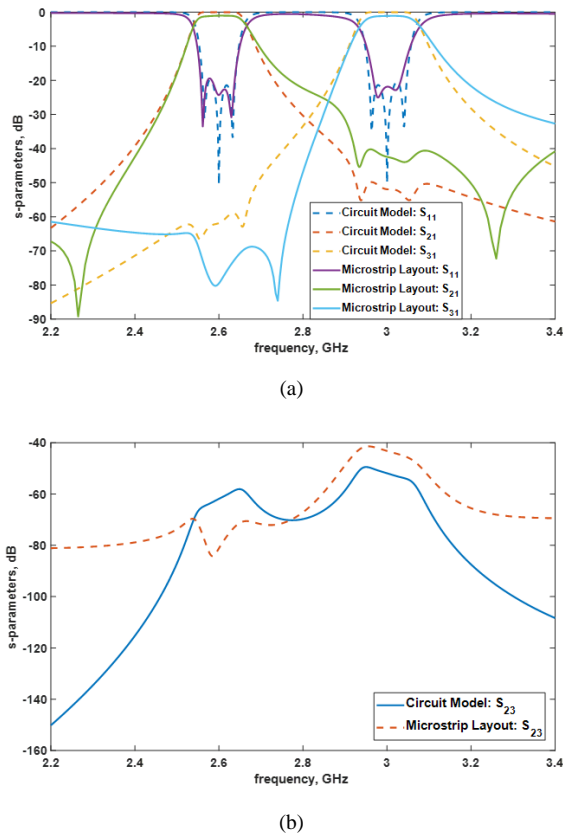 0
-10
-20
-30
-40
-50
-60
-70
-80
-90
s-parameters, dB
Circuit Model: S11
Circuit Model: S21
Circuit Model: S31
Microstrip Layout: S11
Microstrip Layout: S21
Microstrip Layout: S31
2.2 2.4 2.6 2.8 3 3.2 3.4
frequency, GHz
(a)
-40
-60
-80
-100
-120
-140
-160
s-parameters, dB
Circuit Model: S23
Microstrip Layout: S23
2.2 2.4 2.6 2.8 3 3.2 3.4
frequency, GHz
(b)